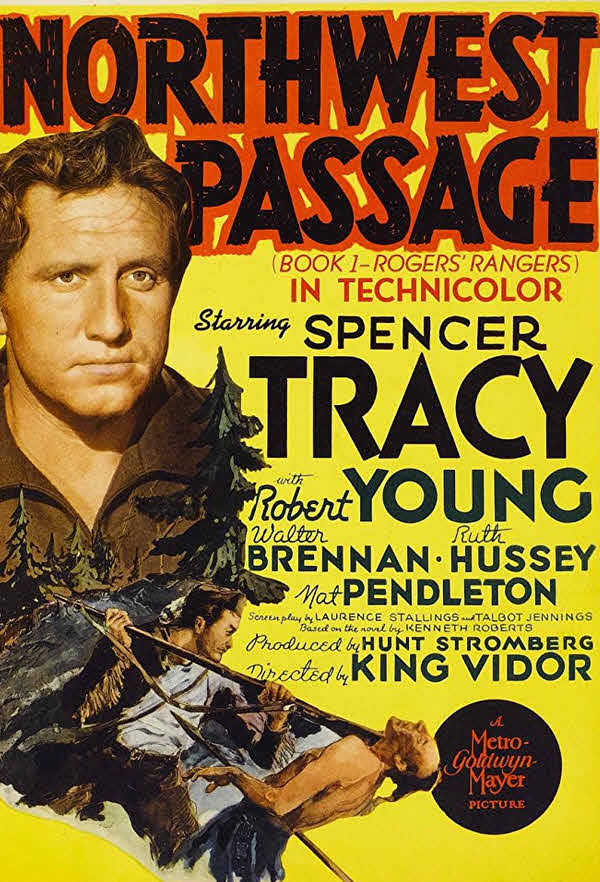 NORTHWEST
PASSAGE
(BOOK 1-ROGERS' RANGERS)
IN TECHNICOLOR
Starring SPENCER
TRACY
with
Robert YOUNG
Walter Ruth
BRENNAN · HUSSEY
Nat PENDLETON
Screen play by LAURENCE STALLINGS and TALBOT JENNINGS
Based on the novel by KENNETH ROBERTS
Produced by HUNT STROMBERG
Directed by KING VIDOR
A
Metro-
Goldwyn-
Mayer
PICTURE